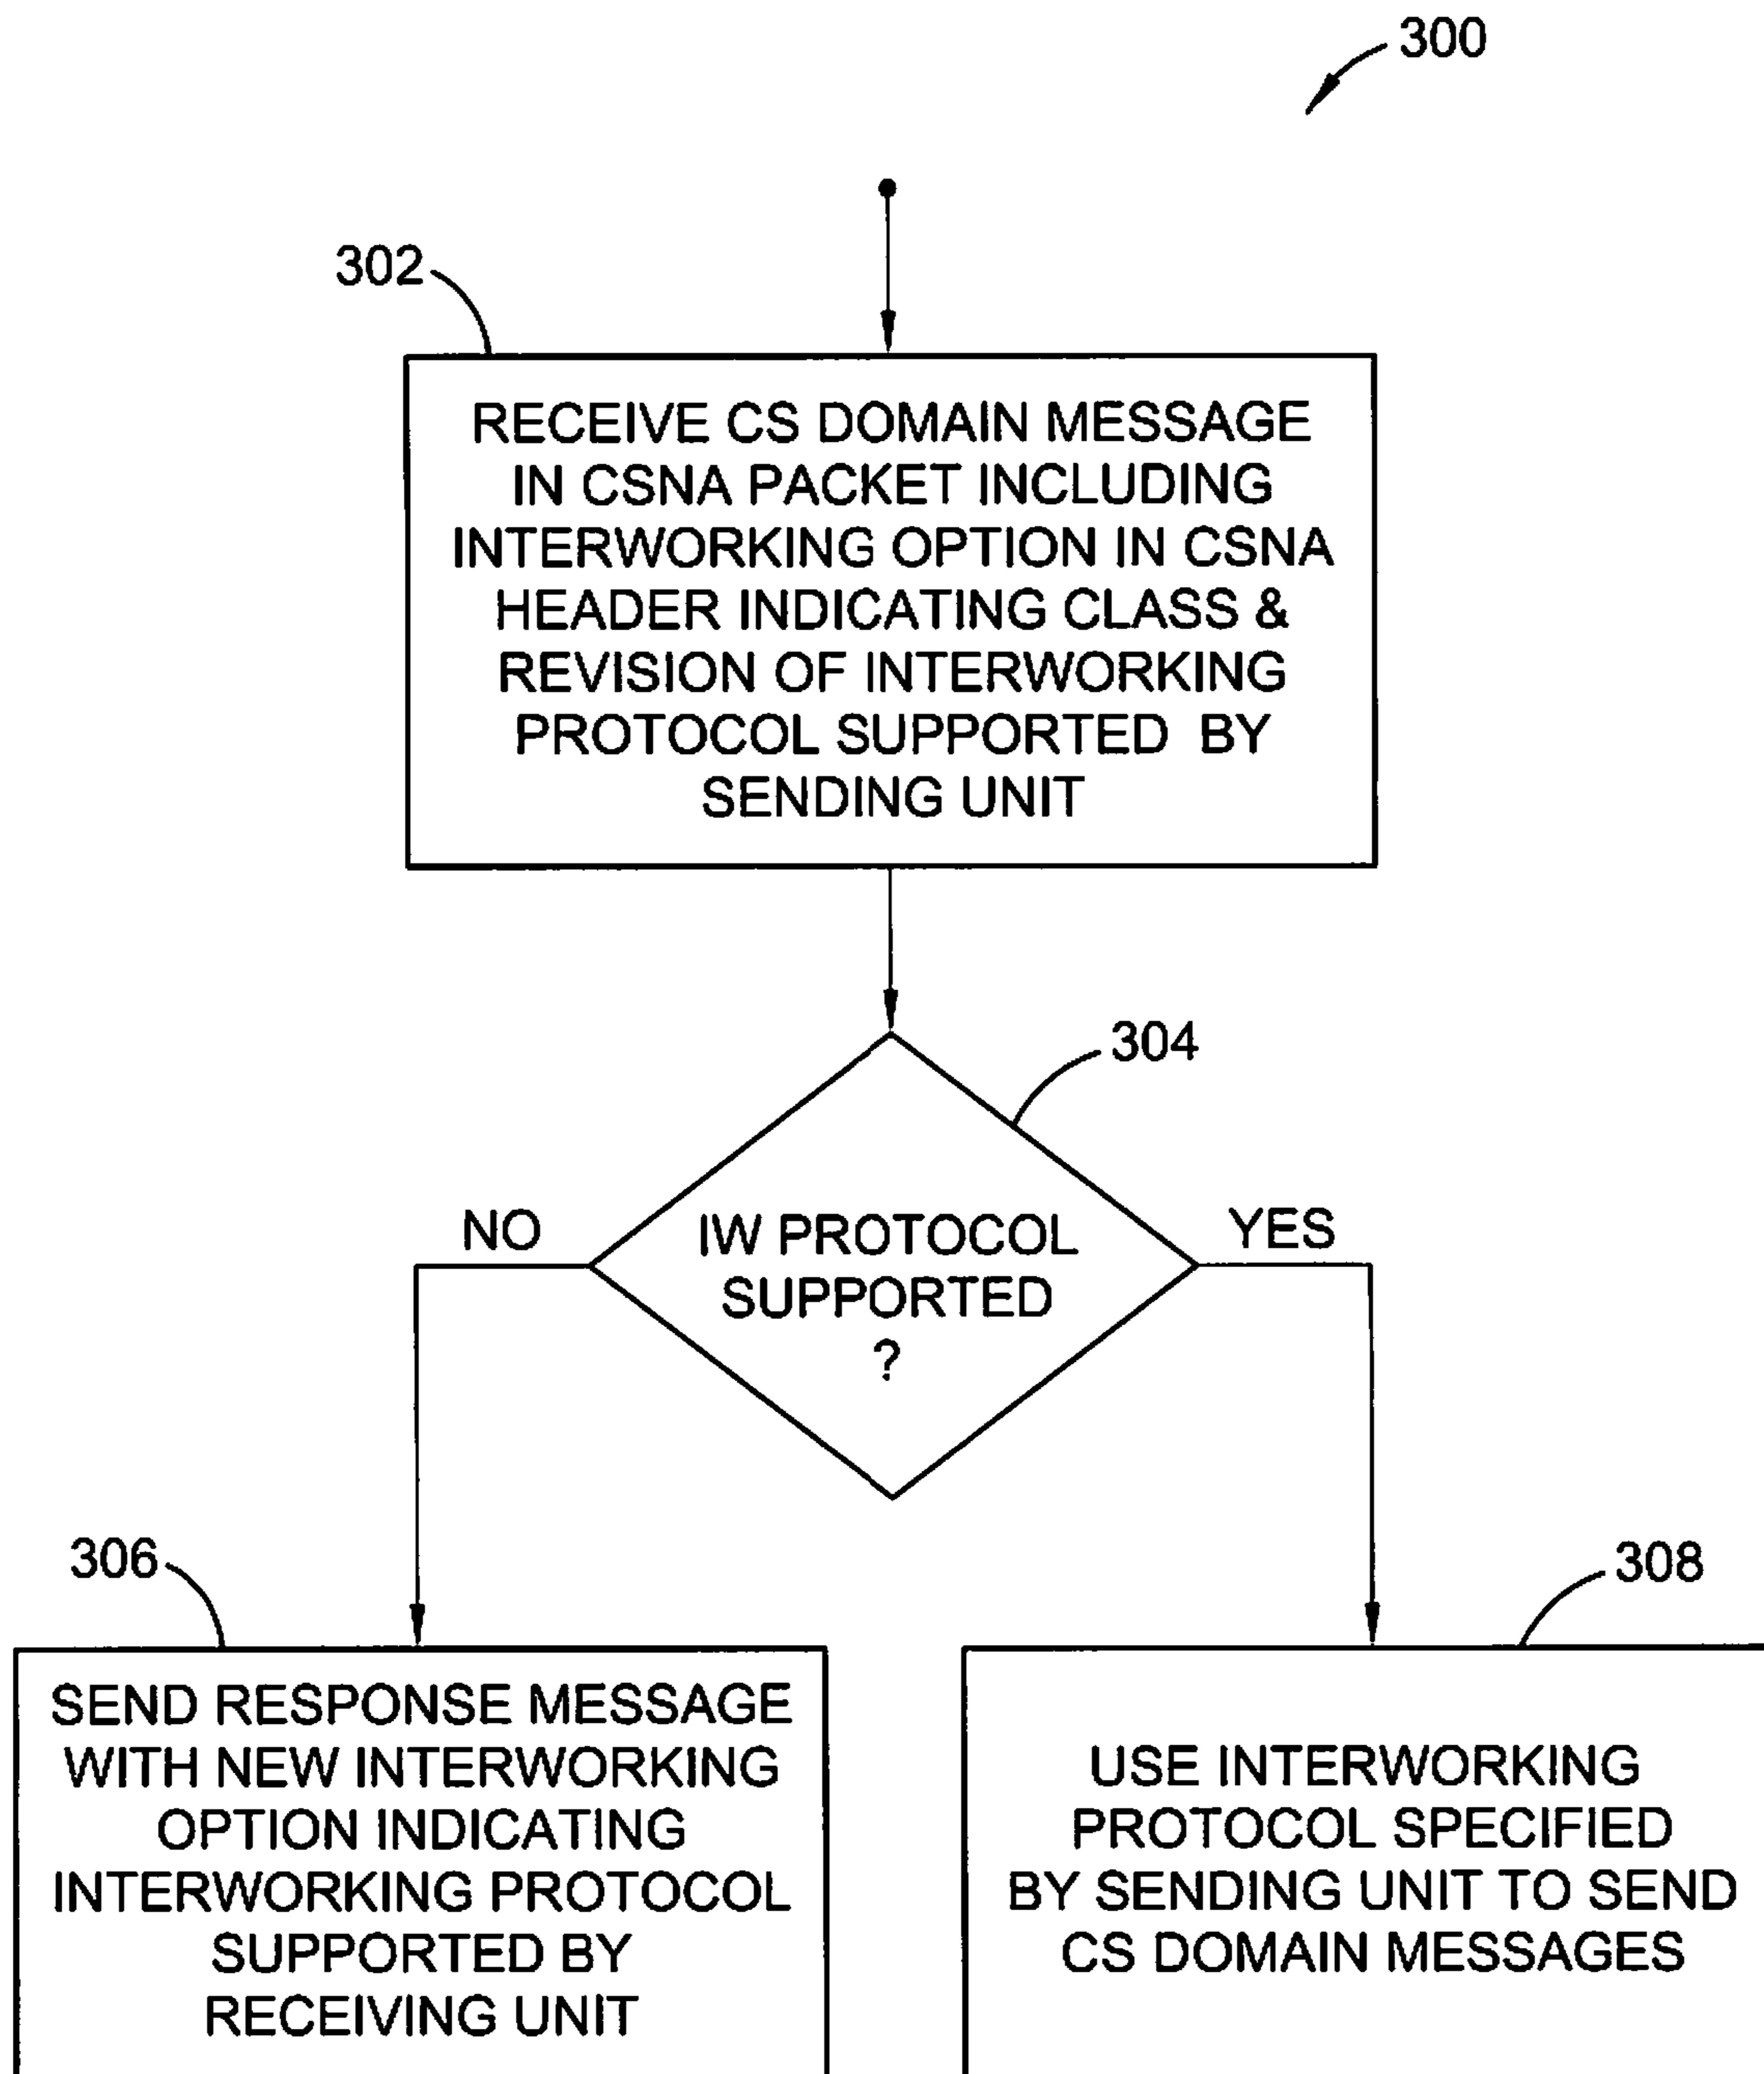 300
302
RECEIVE CS DOMAIN MESSAGE
IN CSNA PACKET INCLUDING
INTERWORKING OPTION IN CSNA
HEADER INDICATING CLASS &
REVISION OF INTERWORKING
PROTOCOL SUPPORTED BY
SENDING UNIT
304
NO
IW PROTOCOL
SUPPORTED
?
YES
306
SEND RESPONSE MESSAGE
WITH NEW INTERWORKING
OPTION INDICATING
INTERWORKING PROTOCOL
SUPPORTED BY
RECEIVING UNIT
308
USE INTERWORKING
PROTOCOL SPECIFIED
BY SENDING UNIT TO SEND
CS DOMAIN MESSAGES